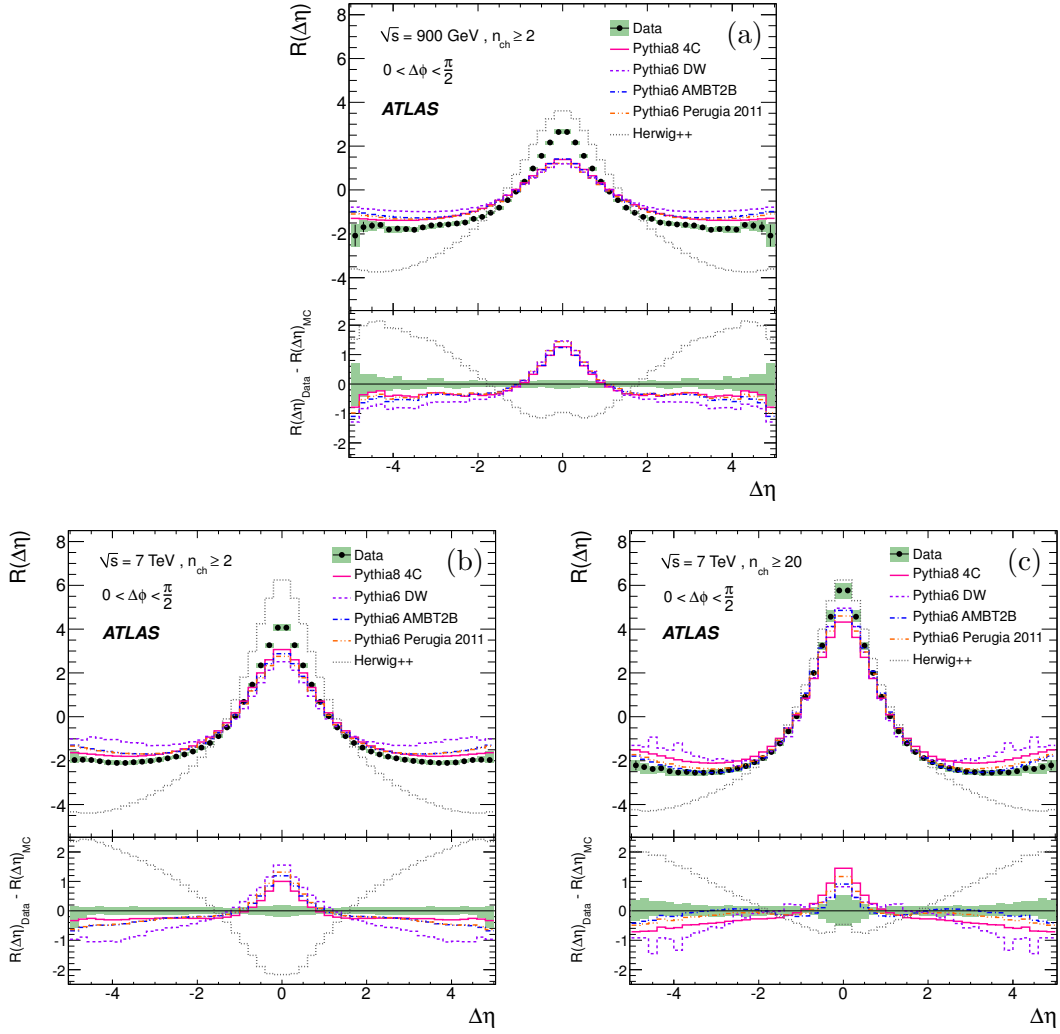 R(Δη)
8
6
4
2
0
−2
−4
√s = 900 GeV , n_ch ≥ 2
0 < Δϕ < π/2
ATLAS
Data
Pythia8 4C
Pythia6 DW
Pythia6 AMBT2B
Pythia6 Perugia 2011
Herwig++
(a)
R(Δη)_Data - R(Δη)_MC
2
1
0
-1
-2
-4 -2 0 2 4
Δη
R(Δη)
8
6
4
2
0
−2
−4
√s = 7 TeV , n_ch ≥ 2
0 < Δϕ < π/2
ATLAS
Data
Pythia8 4C
Pythia6 DW
Pythia6 AMBT2B
Pythia6 Perugia 2011
Herwig++
(b)
R(Δη)_Data - R(Δη)_MC
2
1
0
-1
-2
-4 -2 0 2 4
Δη
R(Δη)
8
6
4
2
0
−2
−4
√s = 7 TeV , n_ch ≥ 20
0 < Δϕ < π/2
ATLAS
Data
Pythia8 4C
Pythia6 DW
Pythia6 AMBT2B
Pythia6 Perugia 2011
Herwig++
(c)
R(Δη)_Data - R(Δη)_MC
2
1
0
-1
-2
-4 -2 0 2 4
Δη